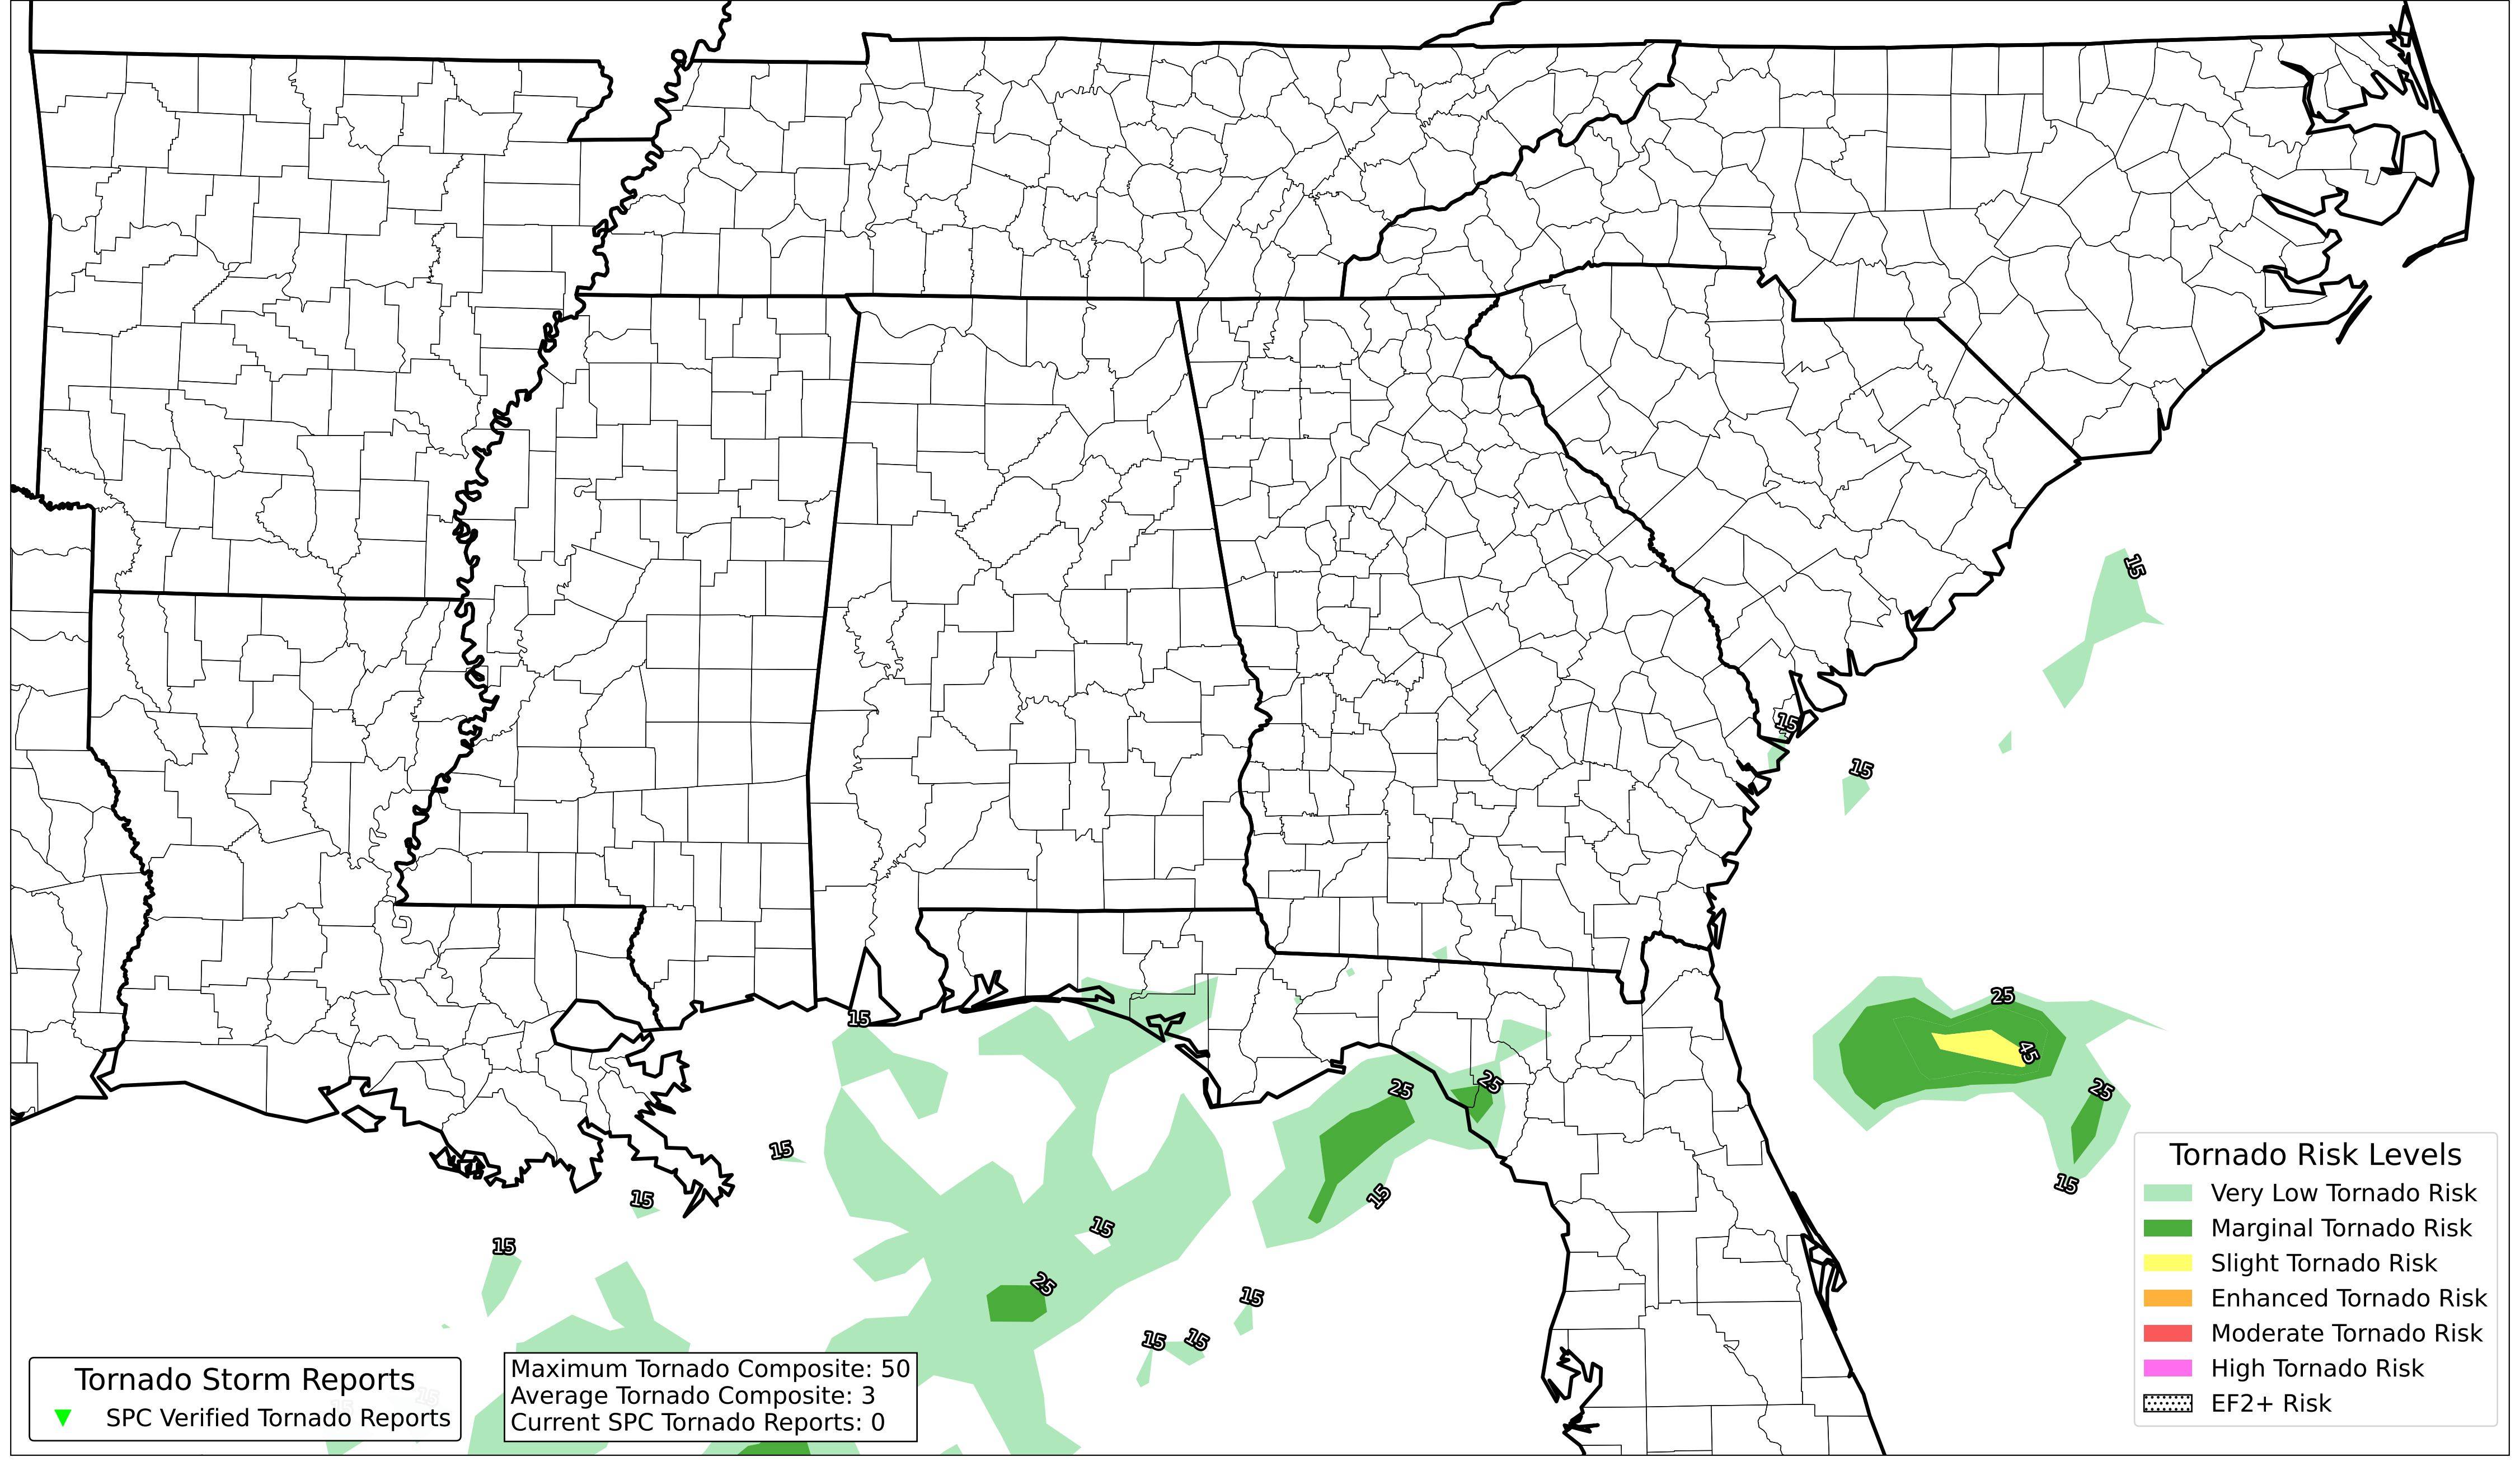 15
15
15
15
25
15
45
25
25
25
15
15
15
15
15
25
15
15
15
15
Tornado Risk Levels
Very Low Tornado Risk
Marginal Tornado Risk
Slight Tornado Risk
Enhanced Tornado Risk
Moderate Tornado Risk
High Tornado Risk
EF2+ Risk
Tornado Storm Reports
15
SPC Verified Tornado Reports
Maximum Tornado Composite: 50
Average Tornado Composite: 3
Current SPC Tornado Reports: 0